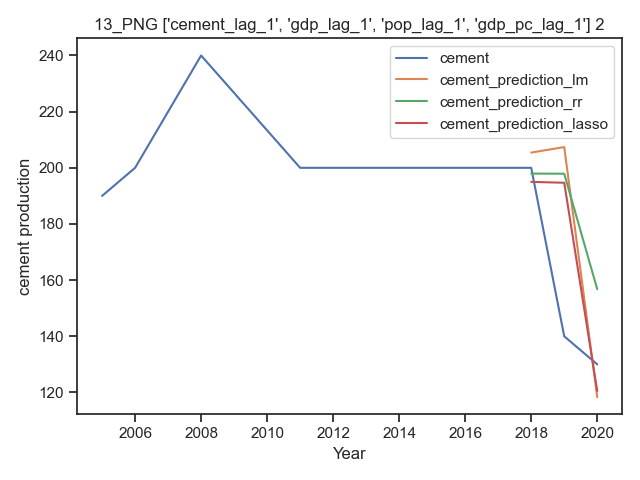 13_PNG ['cement_lag_1', 'gdp_lag_1', 'pop_lag_1', 'gdp_pc_lag_1'] 2
cement
cement_prediction_lm
cement_prediction_rr
cement_prediction_lasso
240
220
200
180
160
140
120
cement production
2006
2008
2010
2012
2014
2016
2018
2020
Year